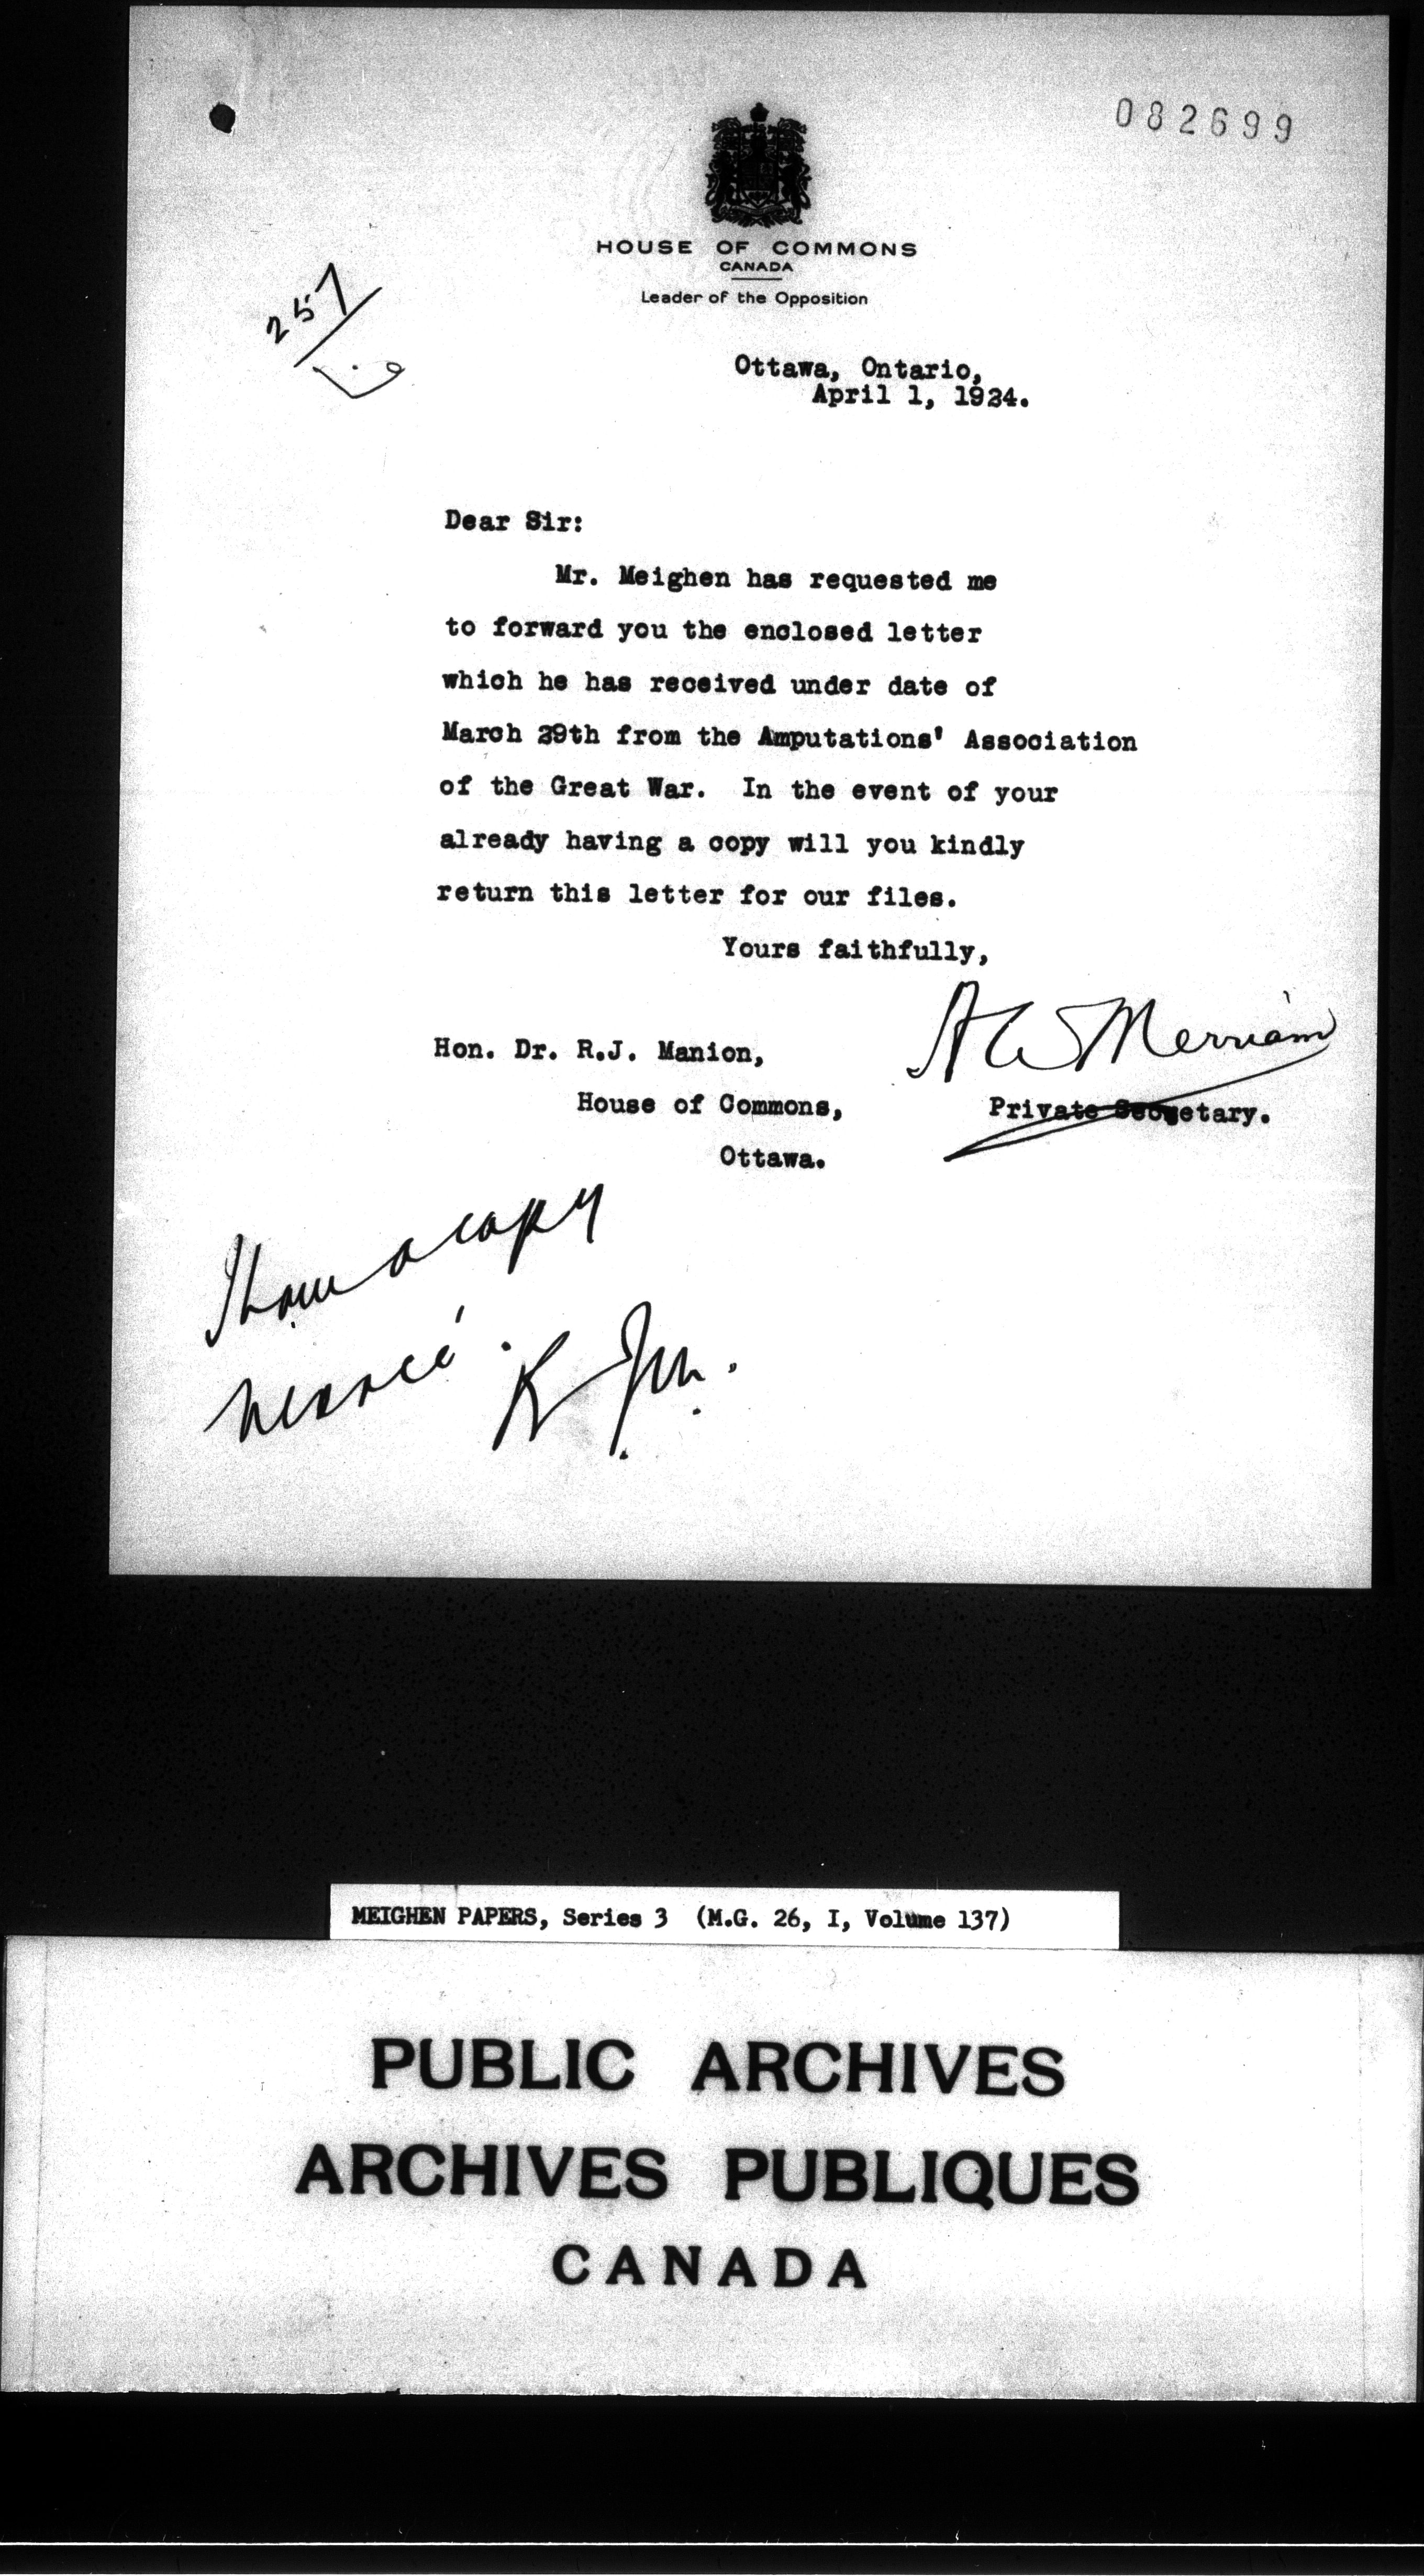 082699
HOUSE OF COMMONS
CANADA
Leader of the Opposition
257
Ottawa, Ontario,
April 1, 1924.
Dear Sir:
Mr. Meighen has requested me
to forward you the enclosed letter
which he has received under date of
March 29th from the Amputations' Association
of the Great War. In the event of your
already having a copy will you kindly
return this letter for our files.
Yours faithfully,
A W Merriam
Hon. Dr. R.J. Manion,
House of Commons, Private Secretary.
Ottawa.
I have a copy
R J M.
MEIGHEN PAPERS, Series 3 (M.G. 26, I, Volume 137)
PUBLIC ARCHIVES
ARCHIVES PUBLIQUES
CANADA